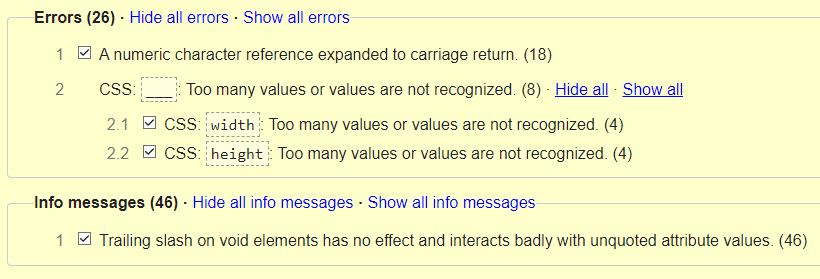 Errors (26) · Hide all errors · Show all errors
1 A numeric character reference expanded to carriage return. (18)
2 CSS: ___: Too many values or values are not recognized. (8) · Hide all · Show all
2.1 CSS: width: Too many values or values are not recognized. (4)
2.2 CSS: height: Too many values or values are not recognized. (4)
Info messages (46) · Hide all info messages · Show all info messages
1 Trailing slash on void elements has no effect and interacts badly with unquoted attribute values. (46)